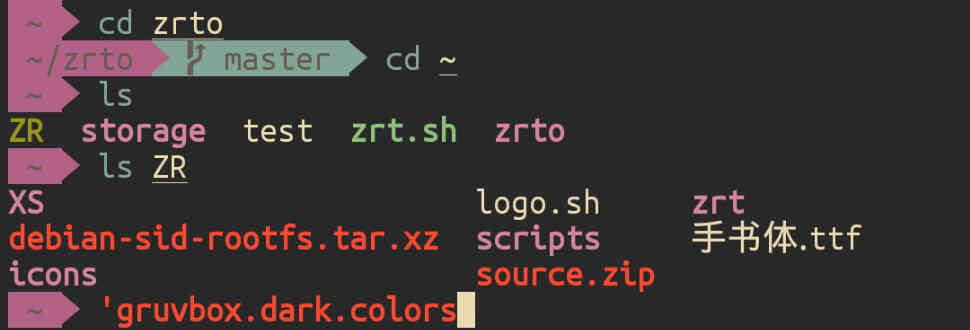 ~ cd zrto
~/zrto master cd ~
~ ls
ZR storage test zrt.sh zrto
~ ls ZR
XS logo.sh zrt
debian-sid-rootfs.tar.xz scripts 手书体.ttf
icons source.zip
~ 'gruvbox.dark.colors